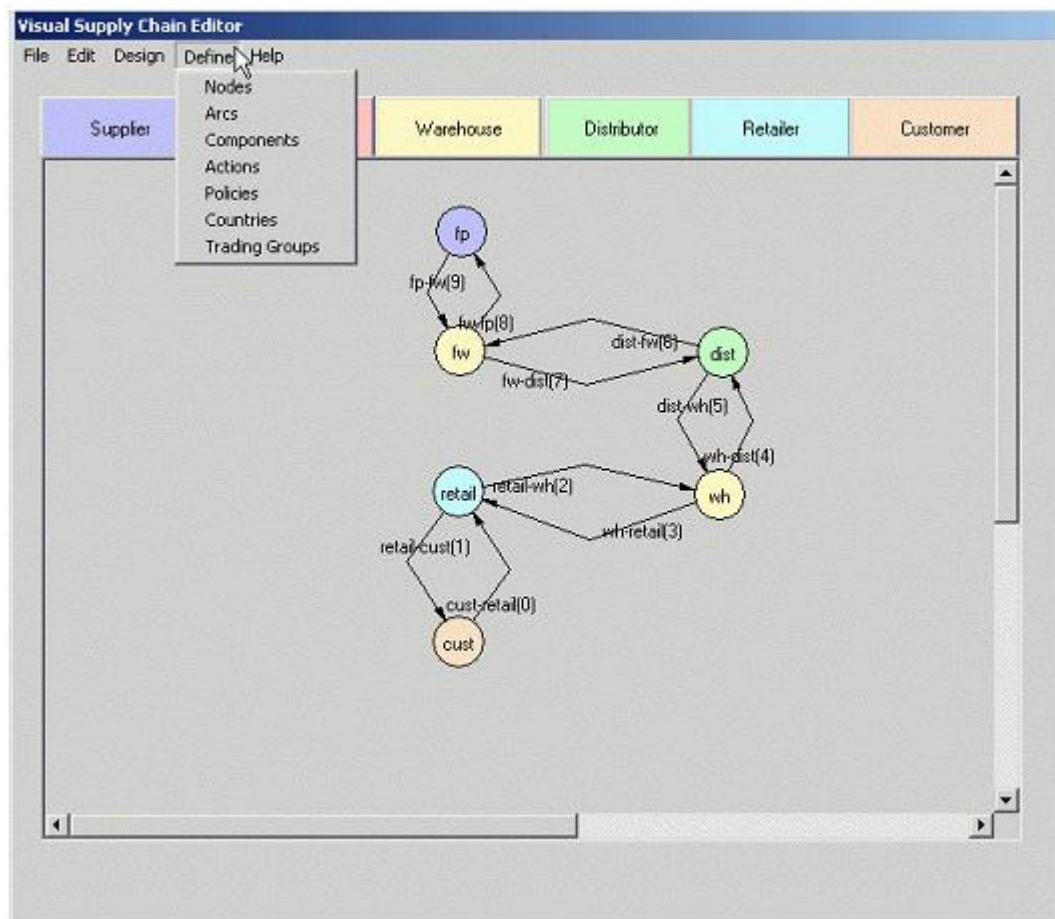 Visual Supply Chain Editor
File Edit Design Define Help
Nodes
Arcs
Components
Actions
Policies
Countries
Trading Groups
Supplier Warehouse Distributor Retailer Customer
fp
fp-fw(9)
fw-fp(8)
fw
dist-fw(6)
dist
fw-dist(7)
dist-wh(5)
wh-dist(4)
retail
retail-wh(2)
wh
wh-retail(3)
retail-cust(1)
cust-retail(0)
cust